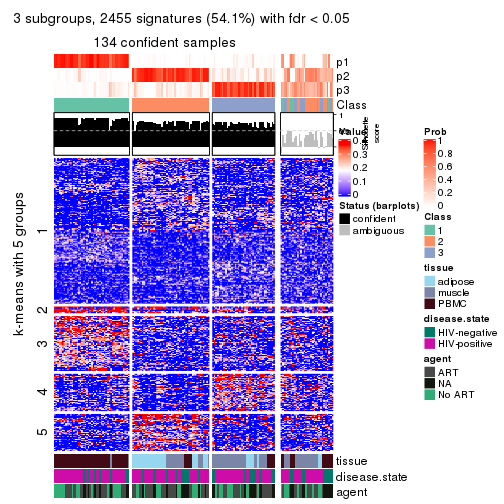 3 subgroups, 2455 signatures (54.1%) with fdr < 0.05
134 confident samples
p1
p2
p3
Class
1
Silhouette
score
k-means with 5 groups
1
2
3
4
5
tissue
disease.state
agent
Value
0.3
0.2
0.1
0
Status (barplots)
confident
ambiguous
Prob
1
0.8
0.6
0.4
0.2
0
Class
1
2
3
tissue
adipose
muscle
PBMC
disease.state
HIV-negative
HIV-positive
agent
ART
NA
No ART